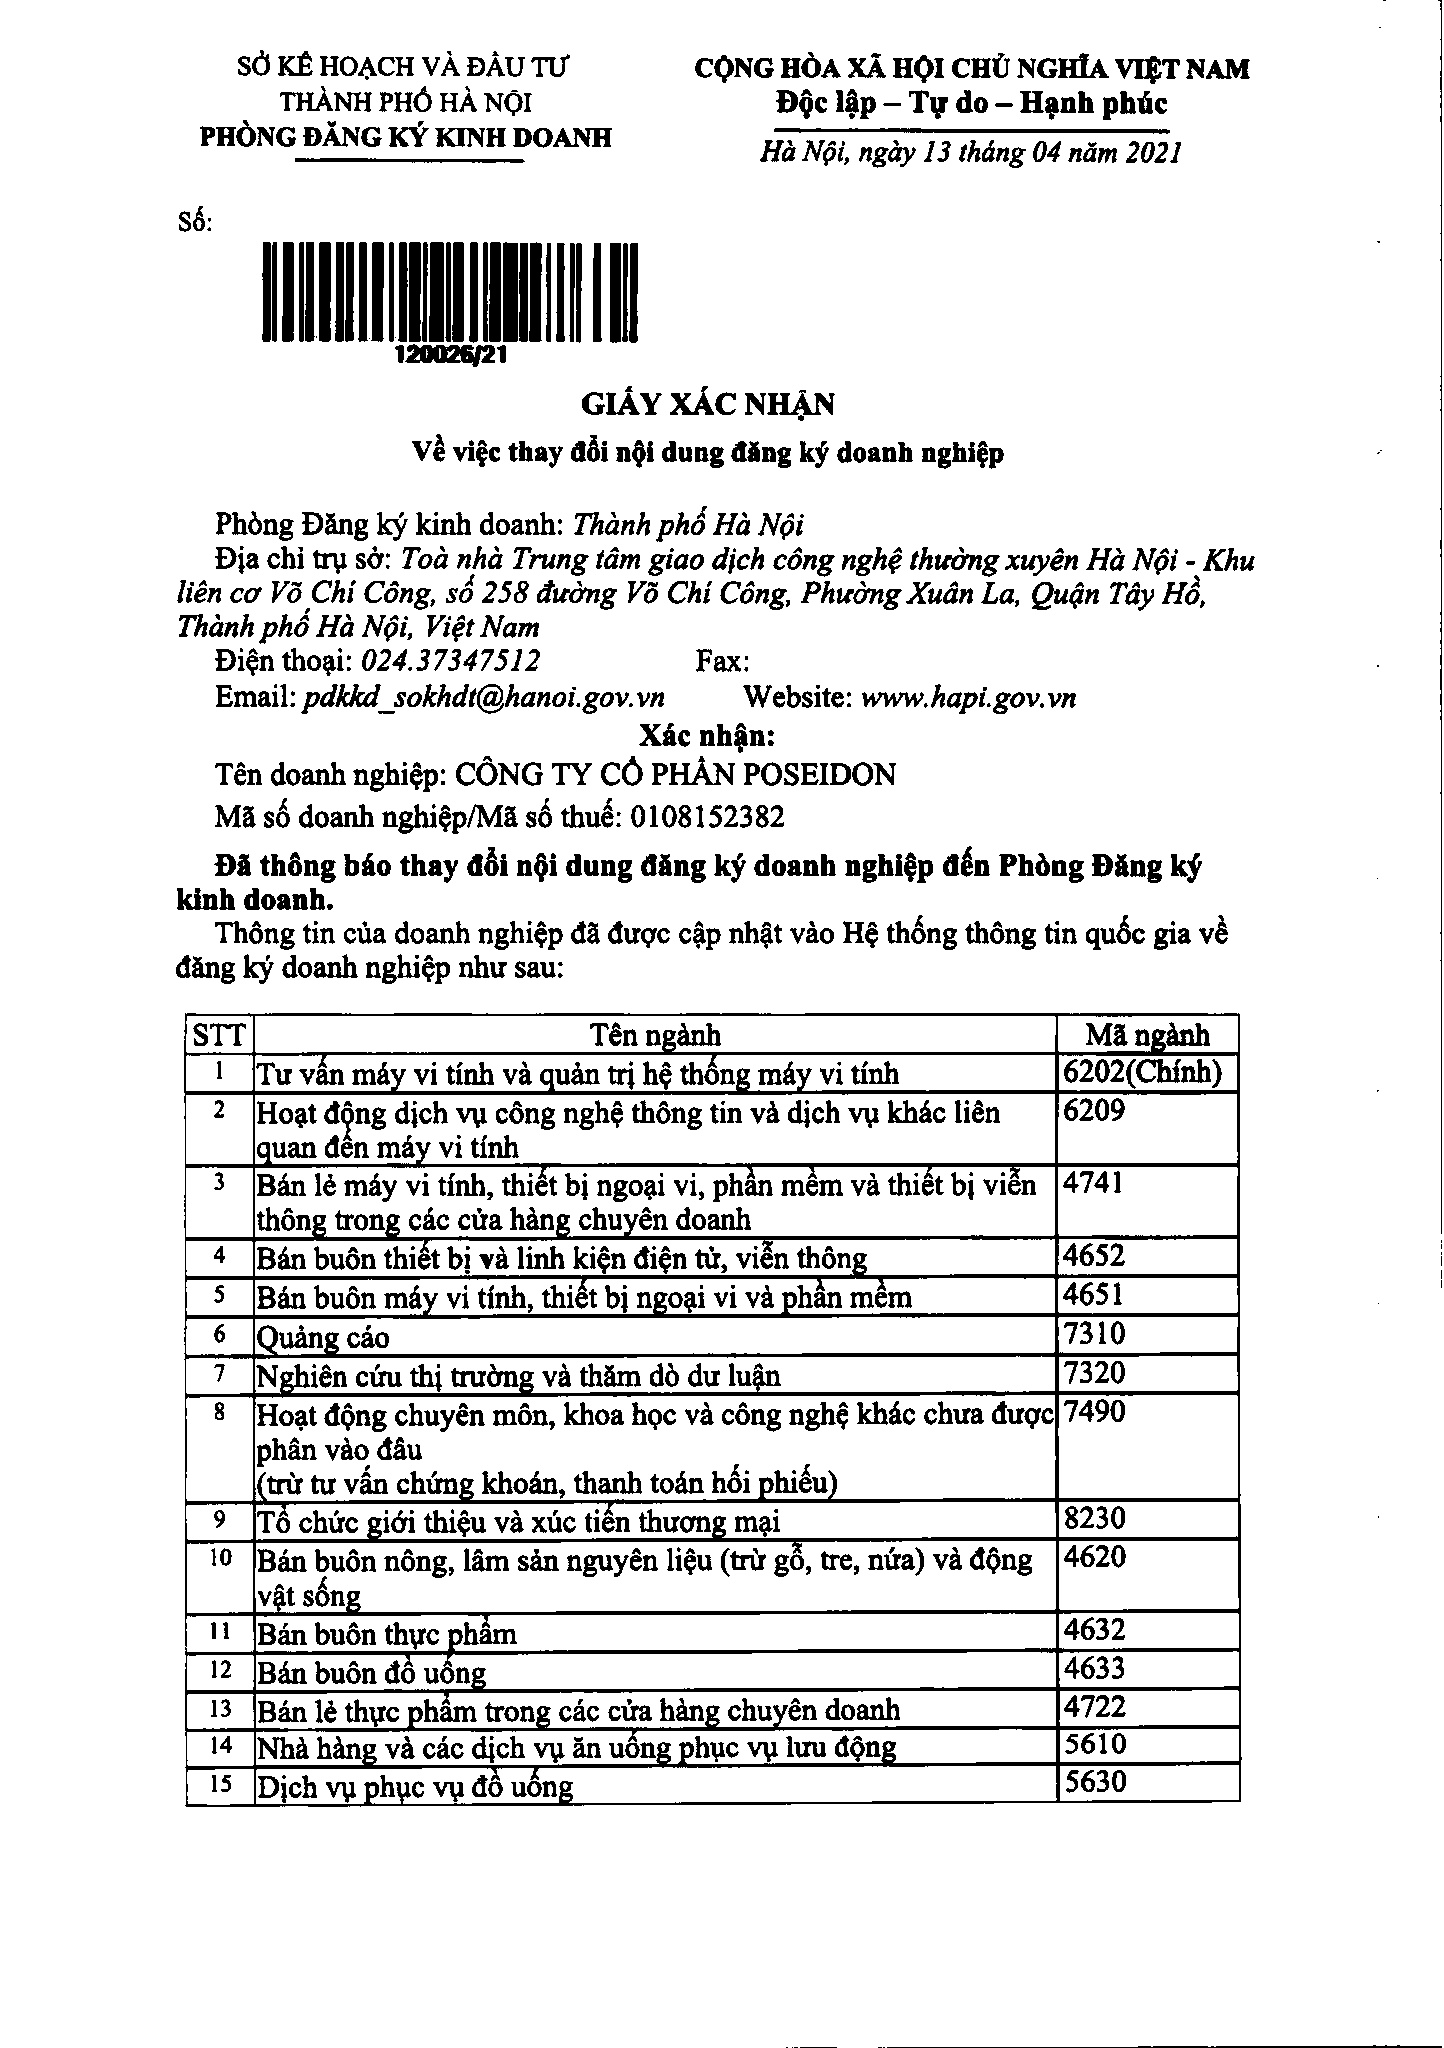 SỞ KẾ HOẠCH VÀ ĐẦU TƯ
THÀNH PHỐ HÀ NỘI
PHÒNG ĐĂNG KÝ KINH DOANH
CỘNG HÒA XÃ HỘI CHỦ NGHĨA VIỆT NAM
Độc lập – Tự do – Hạnh phúc
Hà Nội, ngày 13 tháng 04 năm 2021
Số:
120026/21
GIẤY XÁC NHẬN
Về việc thay đổi nội dung đăng ký doanh nghiệp
Phòng Đăng ký kinh doanh: Thành phố Hà Nội
Địa chỉ trụ sở: Toà nhà Trung tâm giao dịch công nghệ thường xuyên Hà Nội - Khu
liên cơ Võ Chí Công, số 258 đường Võ Chí Công, Phường Xuân La, Quận Tây Hồ,
Thành phố Hà Nội, Việt Nam
Điện thoại: 024.37347512 Fax:
Email: pdkkd_sokhdt@hanoi.gov.vn Website: www.hapi.gov.vn
Xác nhận:
Tên doanh nghiệp: CÔNG TY CỔ PHẦN POSEIDON
Mã số doanh nghiệp/Mã số thuế: 0108152382
Đã thông báo thay đổi nội dung đăng ký doanh nghiệp đến Phòng Đăng ký
kinh doanh.
Thông tin của doanh nghiệp đã được cập nhật vào Hệ thống thông tin quốc gia về
đăng ký doanh nghiệp như sau:
STT Tên ngành Mã ngành
1 Tư vấn máy vi tính và quản trị hệ thống máy vi tính 6202(Chính)
2 Hoạt động dịch vụ công nghệ thông tin và dịch vụ khác liên 6209
quan đến máy vi tính
3 Bán lẻ máy vi tính, thiết bị ngoại vi, phần mềm và thiết bị viễn 4741
thông trong các cửa hàng chuyên doanh
4 Bán buôn thiết bị và linh kiện điện tử, viễn thông 4652
5 Bán buôn máy vi tính, thiết bị ngoại vi và phần mềm 4651
6 Quảng cáo 7310
7 Nghiên cứu thị trường và thăm dò dư luận 7320
8 Hoạt động chuyên môn, khoa học và công nghệ khác chưa được 7490
phân vào đâu
(trừ tư vấn chứng khoán, thanh toán hối phiếu)
9 Tổ chức giới thiệu và xúc tiến thương mại 8230
10 Bán buôn nông, lâm sản nguyên liệu (trừ gỗ, tre, nứa) và động 4620
vật sống
11 Bán buôn thực phẩm 4632
12 Bán buôn đồ uống 4633
13 Bán lẻ thực phẩm trong các cửa hàng chuyên doanh 4722
14 Nhà hàng và các dịch vụ ăn uống phục vụ lưu động 5610
15 Dịch vụ phục vụ đồ uống 5630